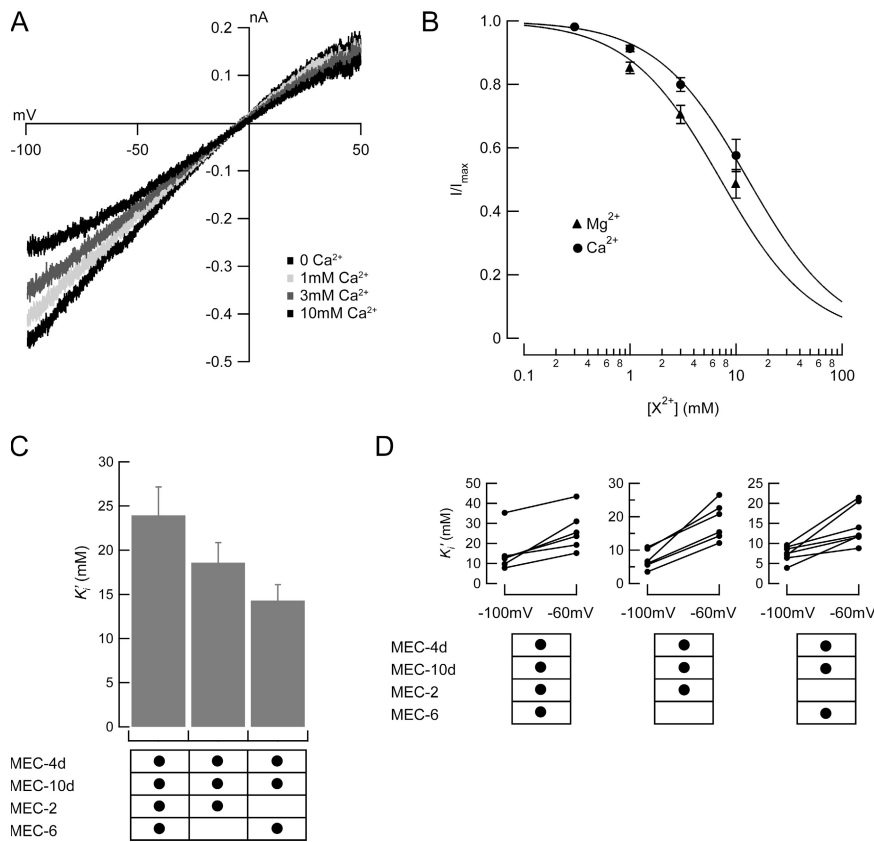 A
nA
0.2
0.1
mV
-100
-50
50
-0.1
-0.2
-0.3
-0.4
-0.5
0 Ca²⁺
1mM Ca²⁺
3mM Ca²⁺
10mM Ca²⁺
B
1.0
0.8
0.6
0.4
0.2
0
I/Imax
Mg²⁺
Ca²⁺
0.1 2 4 6 8 1 2 4 6 8 10 2 4 6 8 100
[X²⁺] (mM)
C
30
25
20
15
10
5
0
Ki′ (mM)
MEC-4d
MEC-10d
MEC-2
MEC-6
D
50
40
30
20
10
0
Ki′ (mM)
-100mV -60mV
30
20
10
0
-100mV -60mV
25
20
15
10
5
0
-100mV -60mV
MEC-4d
MEC-10d
MEC-2
MEC-6